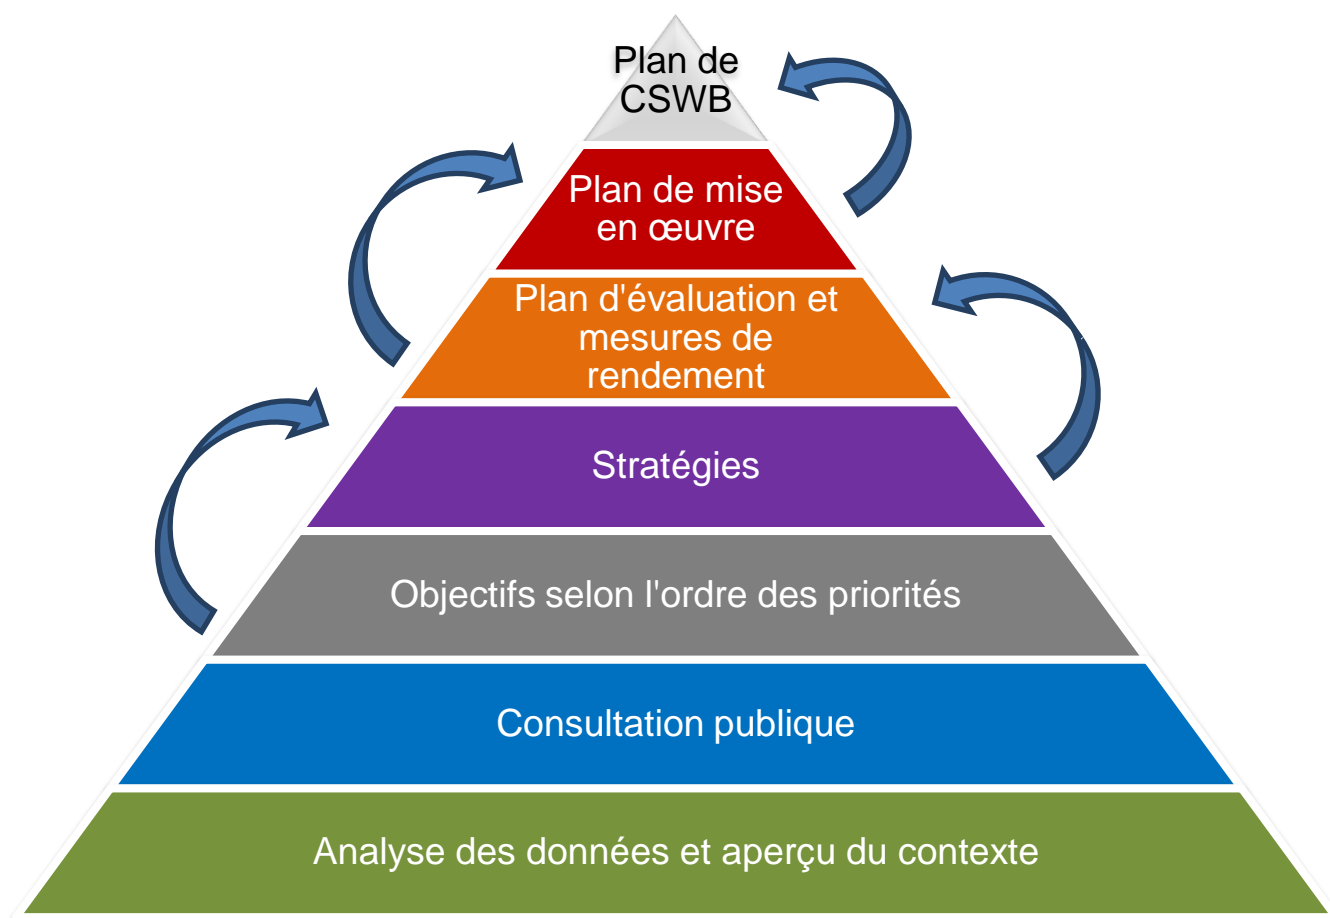 Plan de
CSWB
Plan de mise
en œuvre
Plan d'évaluation et
mesures de
rendement
Stratégies
Objectifs selon l'ordre des priorités
Consultation publique
Analyse des données et aperçu du contexte